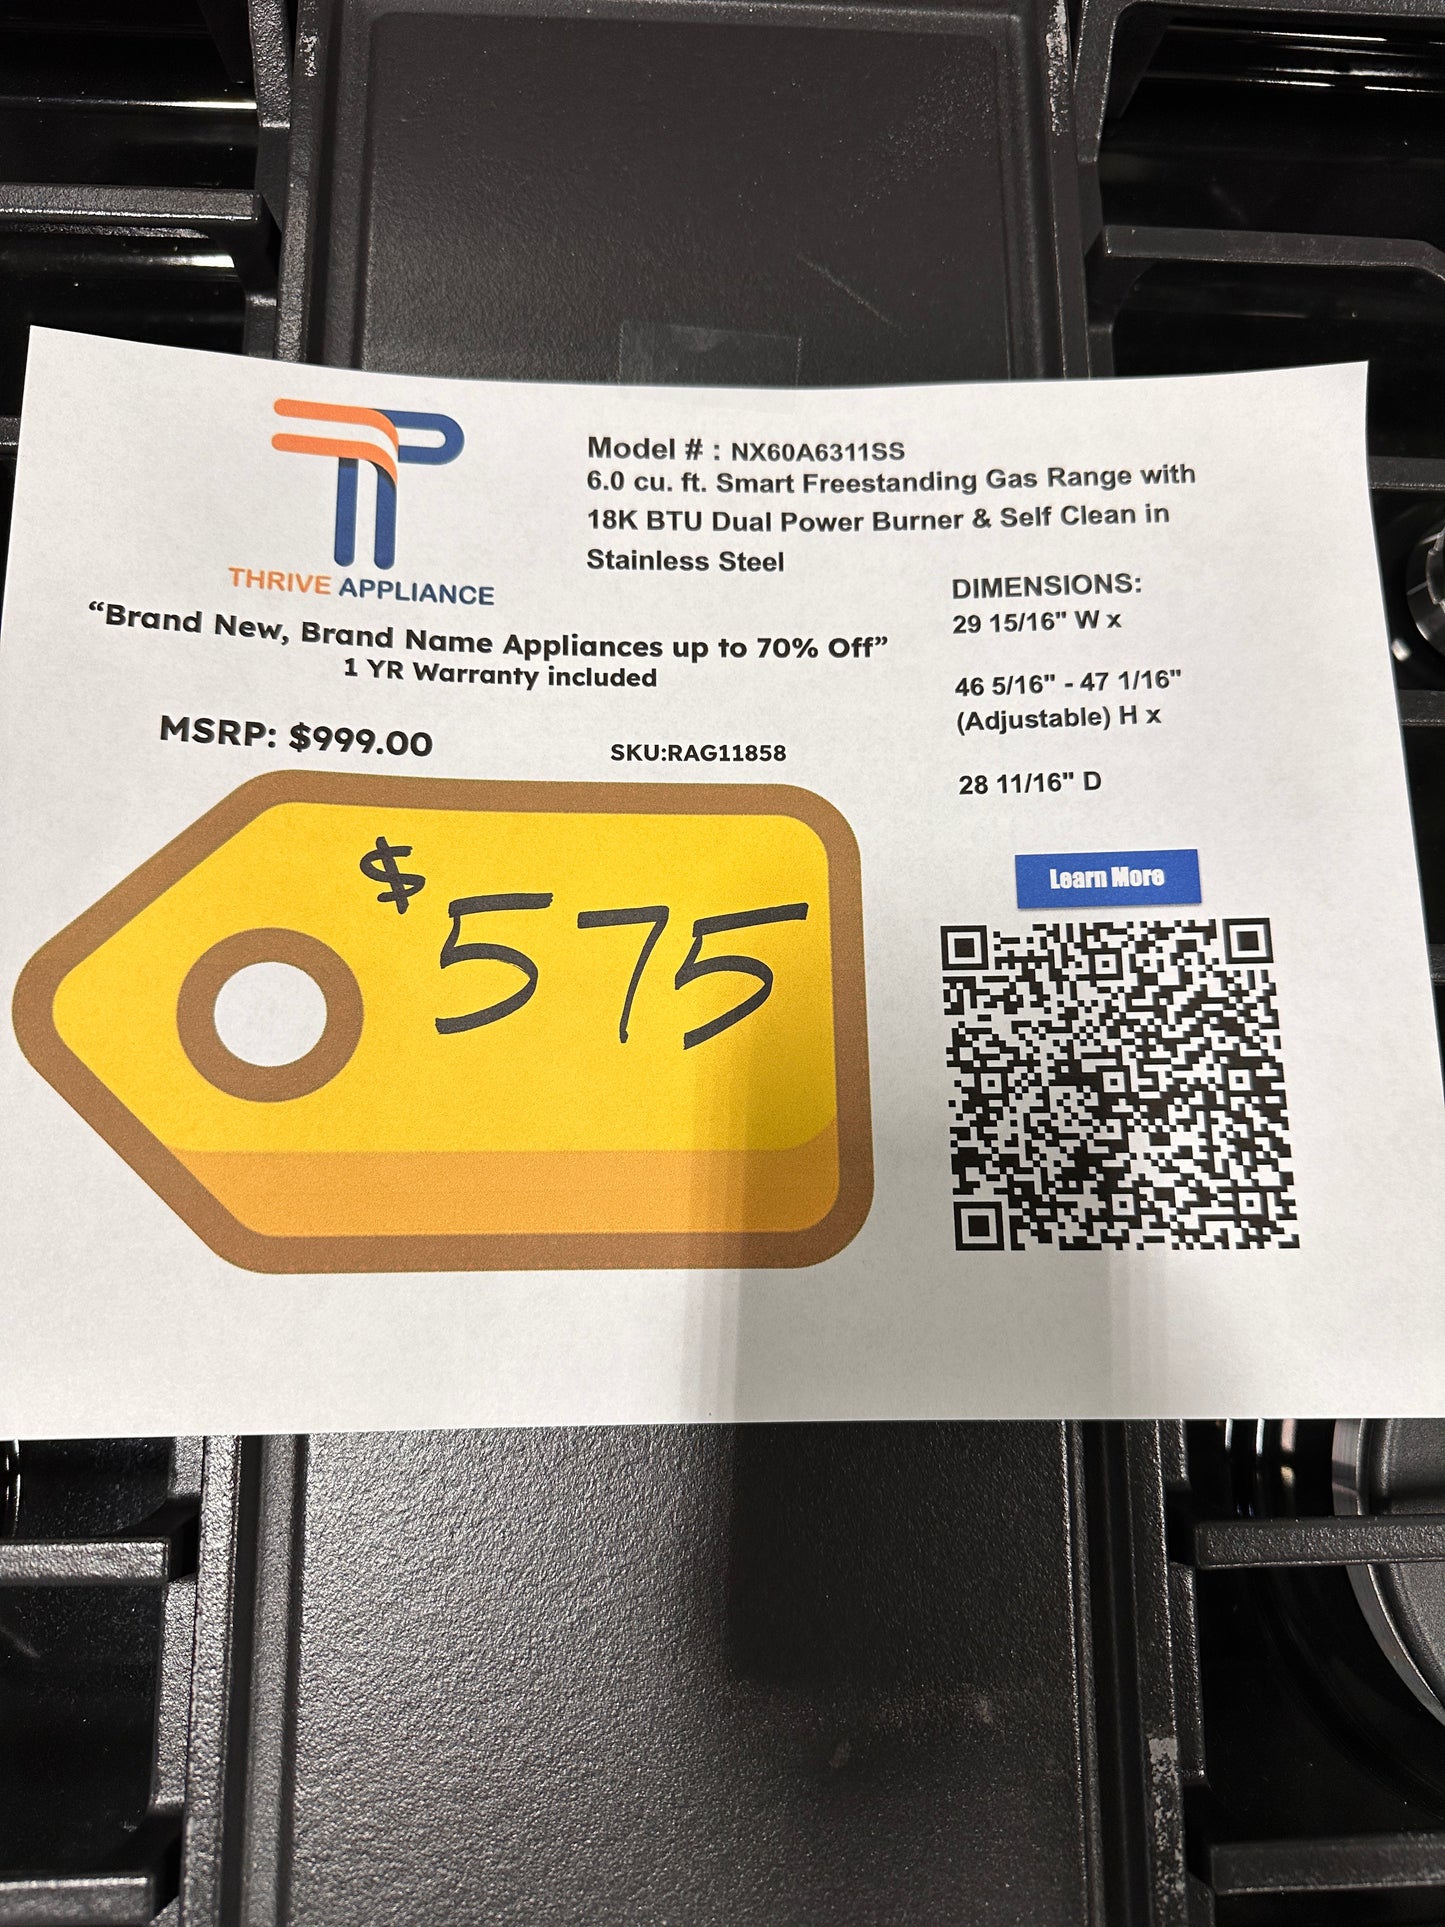 THRIVE APPLIANCE
Model # : NX60A6311SS
6.0 cu. ft. Smart Freestanding Gas Range with
18K BTU Dual Power Burner & Self Clean in
Stainless Steel
"Brand New, Brand Name Appliances up to 70% Off"
1 YR Warranty included
MSRP: $999.00
SKU:RAG11858
DIMENSIONS:
29 15/16" W x
46 5/16" - 47 1/16"
(Adjustable) H x
28 11/16" D
$575
Learn More